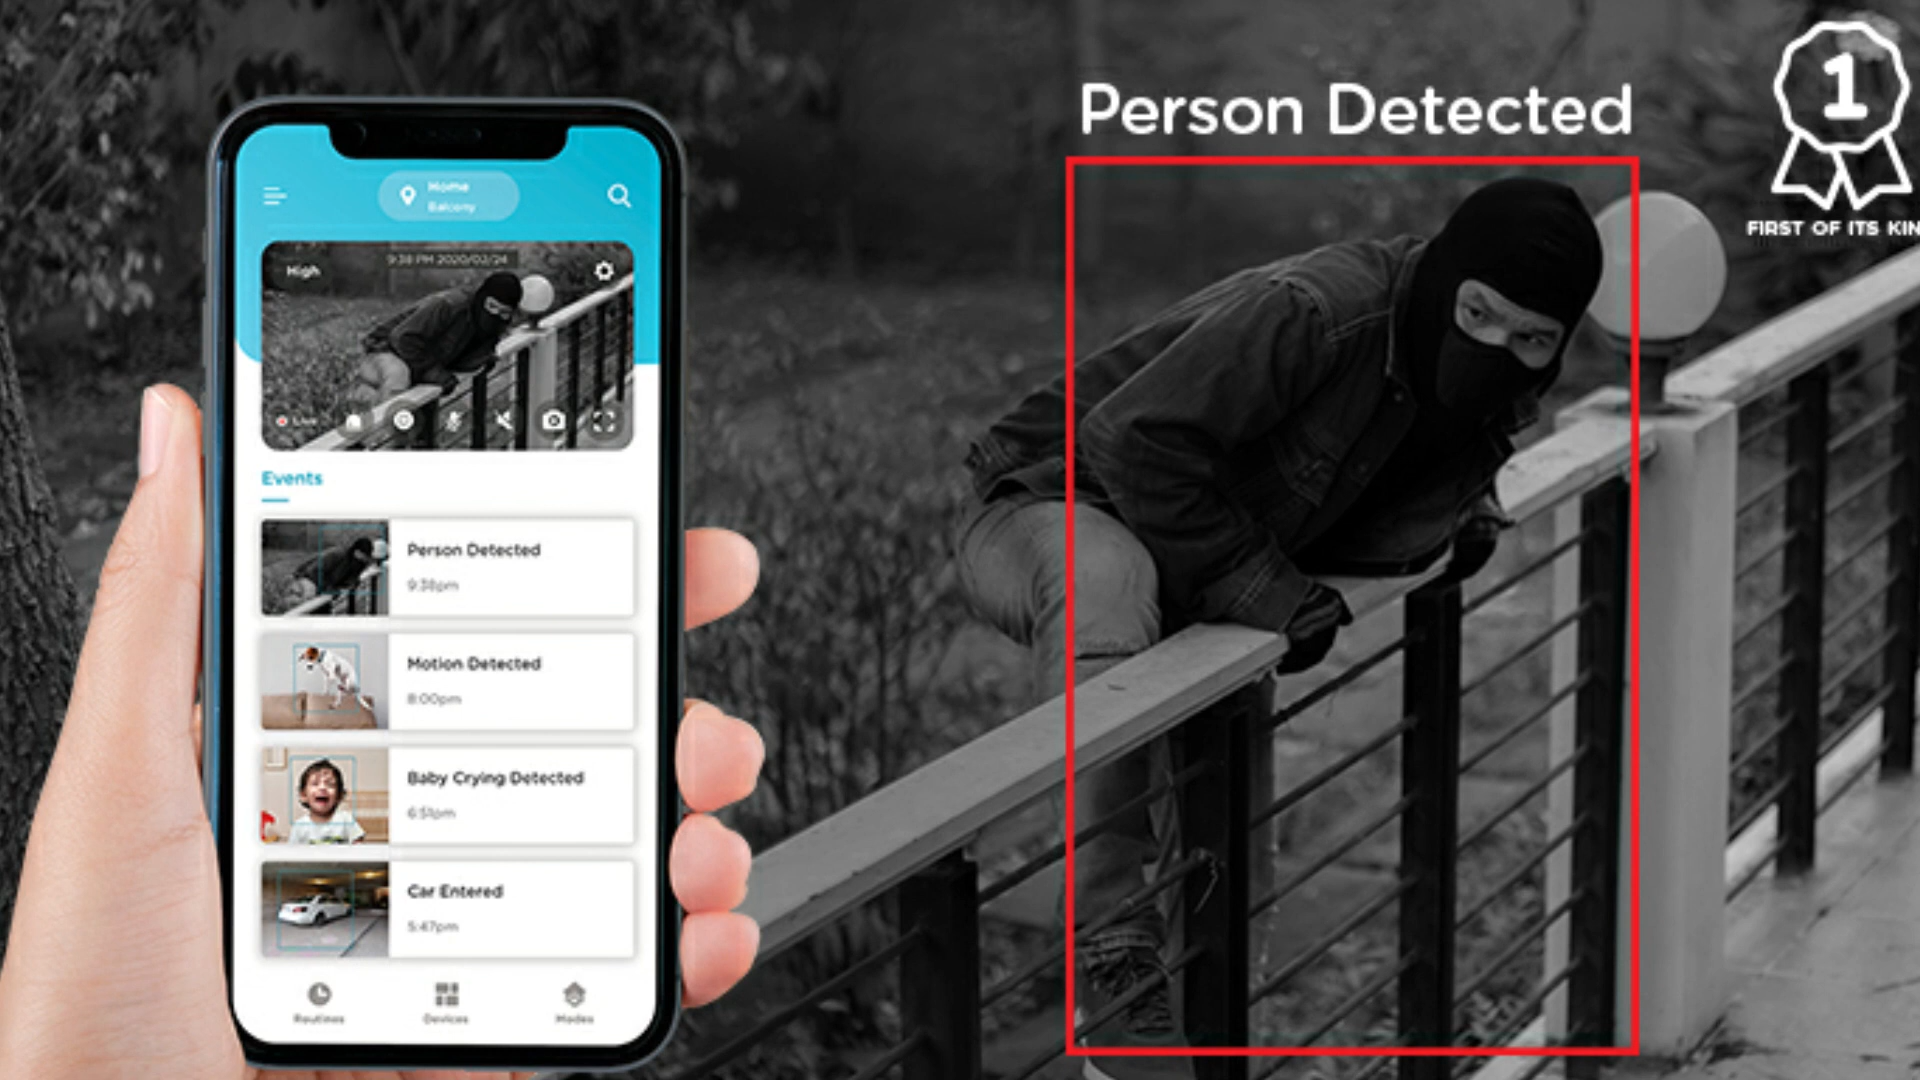 Person Detected
1
FIRST OF ITS KIN
Home
Balcony
High
9:38 PM 2020/02/24
Live
Events
Person Detected
9:38pm
Motion Detected
8:00pm
Baby Crying Detected
6:51pm
Car Entered
5:47pm
Routines
Devices
Modes